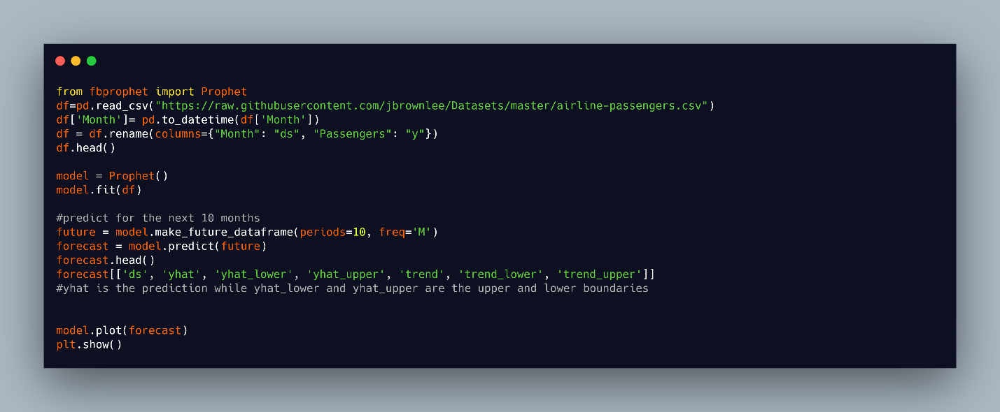 from fbprophet import Prophet
df=pd.read_csv("https://raw.githubusercontent.com/jbrownlee/Datasets/master/airline-passengers.csv")
df['Month']= pd.to_datetime(df['Month'])
df = df.rename(columns={"Month": "ds", "Passengers": "y"})
df.head()
model = Prophet()
model.fit(df)
#predict for the next 10 months
future = model.make_future_dataframe(periods=10, freq='M')
forecast = model.predict(future)
forecast.head()
forecast[['ds', 'yhat', 'yhat_lower', 'yhat_upper', 'trend', 'trend_lower', 'trend_upper']]
#yhat is the prediction while yhat_lower and yhat_upper are the upper and lower boundaries
model.plot(forecast)
plt.show()